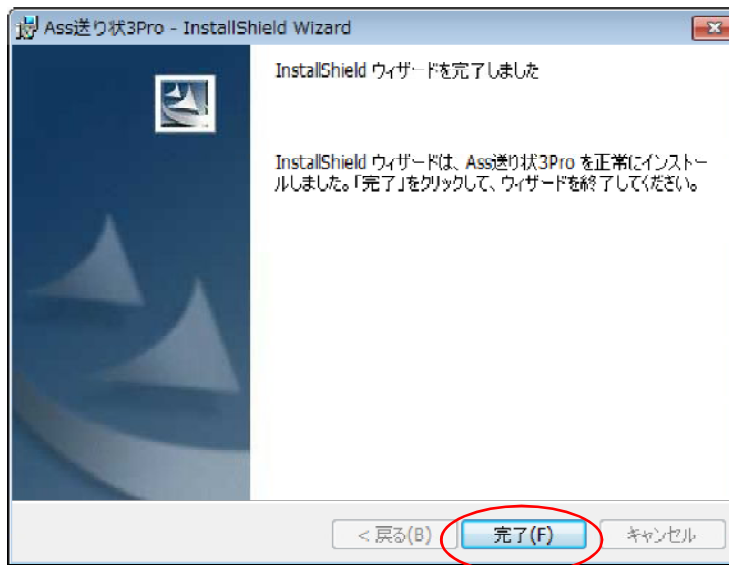 Ass送り状3Pro - InstallShield Wizard
InstallShield ウィザードを完了しました
InstallShield ウィザードは、Ass送り状3Pro を正常にインストー
ルしました。「完了」をクリックして、ウィザードを終了してください。
< 戻る(B) 完了(F) キャンセル